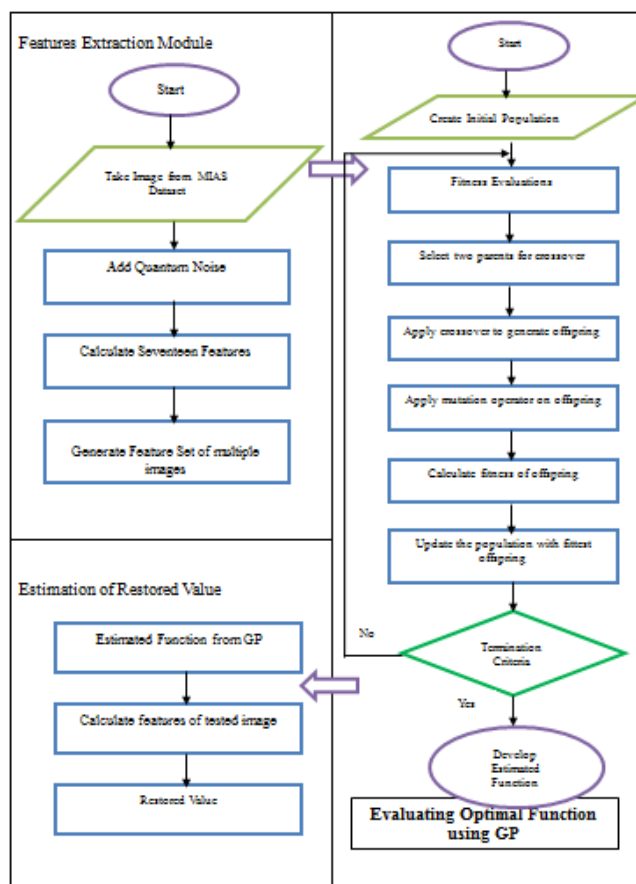 Features Extraction Module
Start
Take Image from MIAS
Dataset
Add Quantum Noise
Calculate Seventeen Features
Generate Feature Set of multiple
images
Estimation of Restored Value
Estimated Function from GP
Calculate features of tested image
Restored Value
Start
Create Initial Population
Fitness Evaluations
Select two parents for crossover
Apply crossover to generate offspring
Apply mutation operator on offspring
Calculate fitness of offspring
Update the population with fittest
offspring
No
Termination
Criteria
Yes
Develop
Estimated
Function
Evaluating Optimal Function
using GP